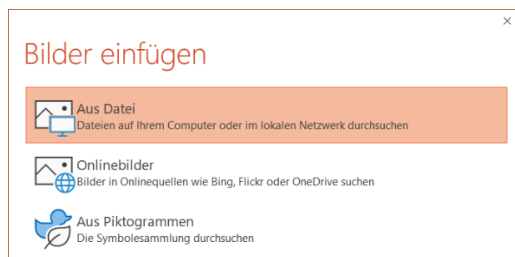 Bilder einfügen
Aus Datei
Dateien auf Ihrem Computer oder im lokalen Netzwerk durchsuchen
Onlinebilder
Bilder in Onlinequellen wie Bing, Flickr oder OneDrive suchen
Aus Piktogrammen
Die Symbolesammlung durchsuchen